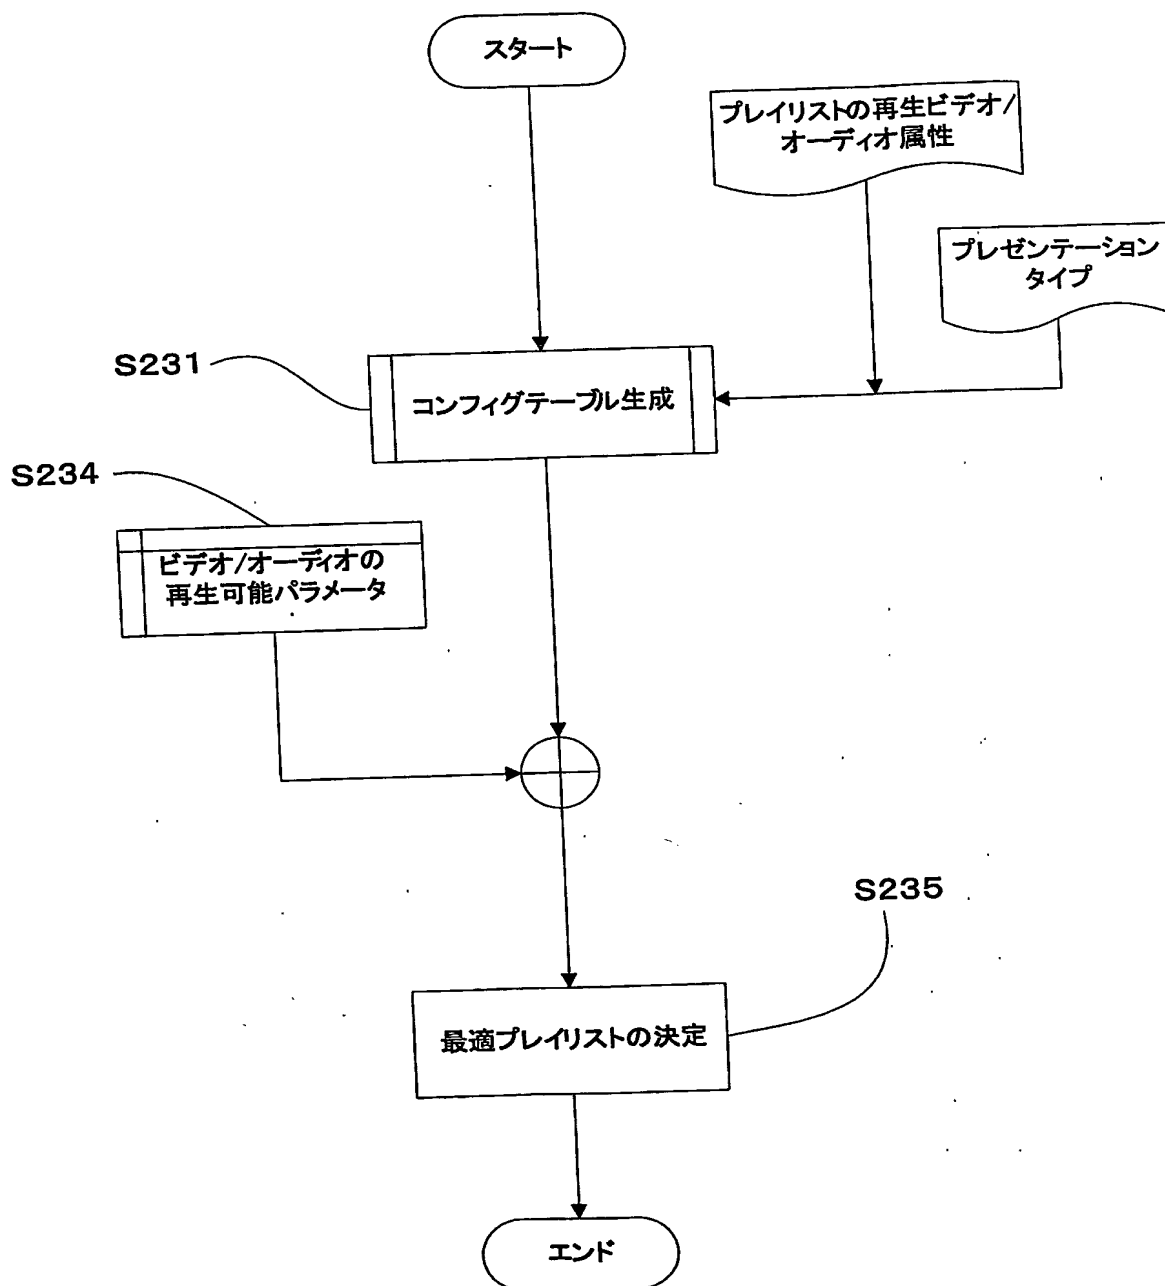 スタート
プレイリストの再生ビデオ/
オーディオ属性
プレゼンテーション
タイプ
S231
コンフィグテーブル生成
S234
ビデオ/オーディオの
再生可能パラメータ
S235
最適プレイリストの決定
エンド